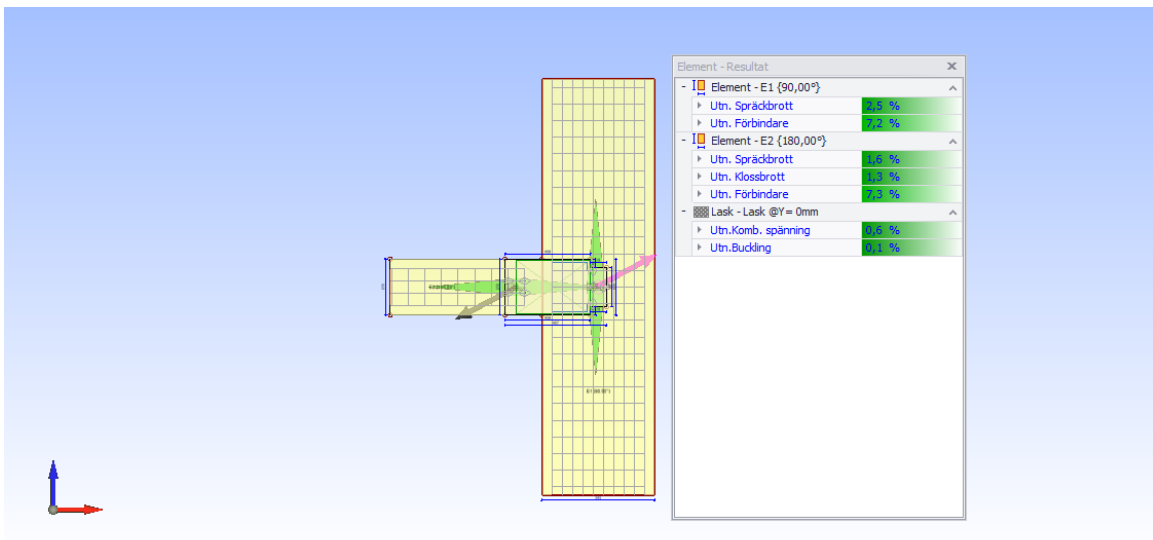 Element - Resultat
Element - E1 {90,00°}
Utn. Spräckbrott 2,5 %
Utn. Förbindare 7,2 %
Element - E2 {180,00°}
Utn. Spräckbrott 1,6 %
Utn. Klossbrott 1,3 %
Utn. Förbindare 7,3 %
Lask - Lask @Y= 0mm
Utn.Komb. spänning 0,6 %
Utn.Buckling 0,1 %